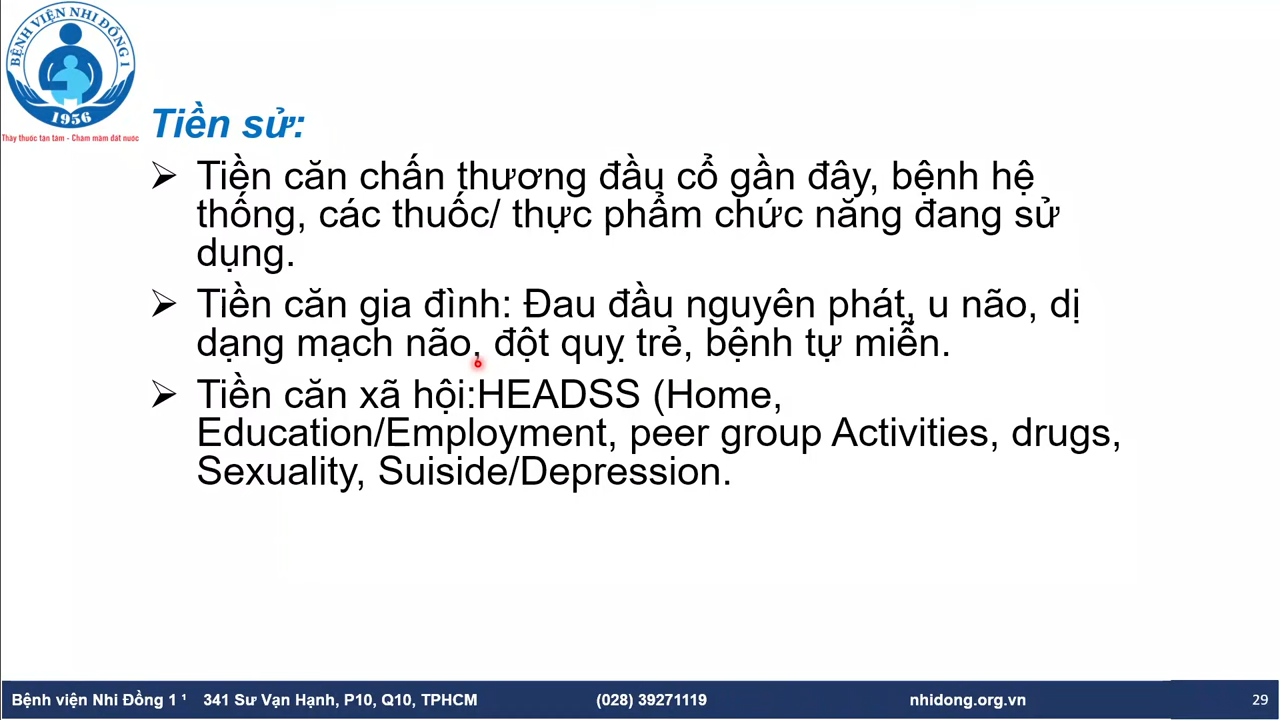 BỆNH VIỆN NHI ĐỒNG 1
1956
Thầy thuốc tận tâm - Chăm mầm đất nước
Tiền sử:
Tiền căn chấn thương đầu cổ gần đây, bệnh hệ
thống, các thuốc/ thực phẩm chức năng đang sử
dụng.
Tiền căn gia đình: Đau đầu nguyên phát, u não, dị
dạng mạch não, đột quỵ trẻ, bệnh tự miễn.
Tiền căn xã hội:HEADSS (Home,
Education/Employment, peer group Activities, drugs,
Sexuality, Suiside/Depression.
Bệnh viện Nhi Đồng 1 ¹ 341 Sư Vạn Hạnh, P10, Q10, TPHCM (028) 39271119 nhidong.org.vn 29